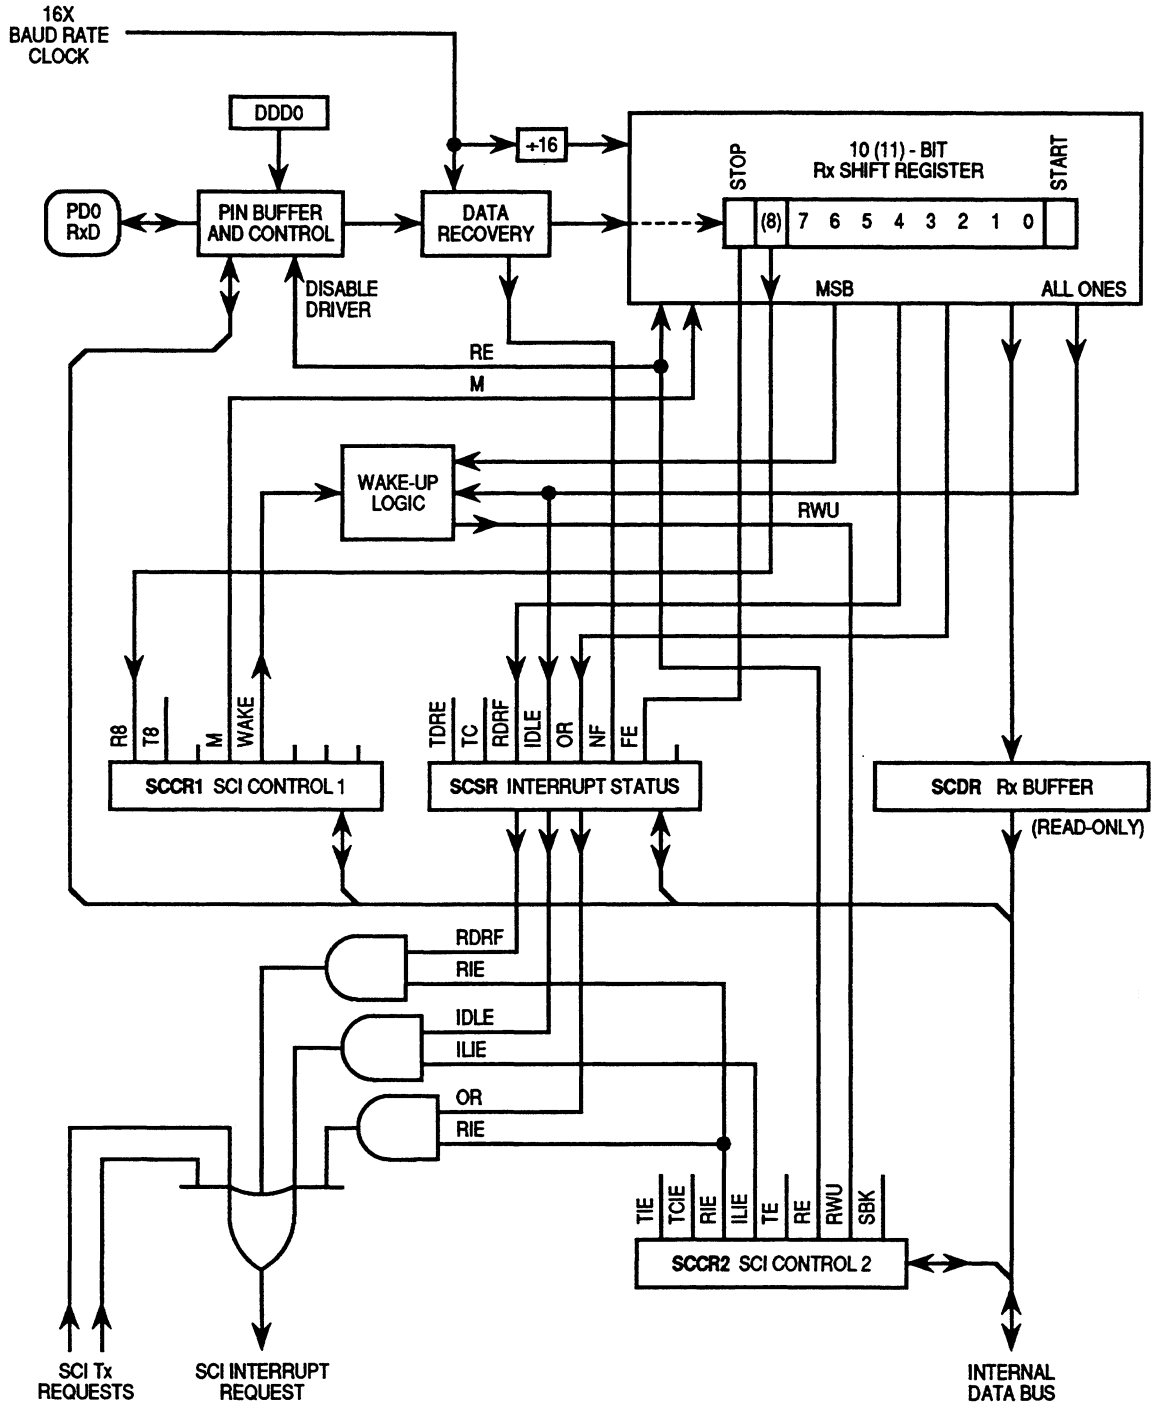 16X
BAUD RATE
CLOCK
DDD0
÷16
10 (11) - BIT
Rx SHIFT REGISTER
STOP
START
PD0
RxD
PIN BUFFER
AND CONTROL
DATA
RECOVERY
(8) 7 6 5 4 3 2 1 0
DISABLE
DRIVER
MSB
ALL ONES
RE
M
WAKE-UP
LOGIC
RWU
R8
T8
M
WAKE
TDRE
TC
RDRF
IDLE
OR
NF
FE
SCCR1 SCI CONTROL 1
SCSR INTERRUPT STATUS
SCDR Rx BUFFER
(READ-ONLY)
RDRF
RIE
IDLE
ILIE
OR
RIE
TIE
TCIE
RIE
ILIE
TE
RE
RWU
SBK
SCCR2 SCI CONTROL 2
SCI Tx
REQUESTS
SCI INTERRUPT
REQUEST
INTERNAL
DATA BUS